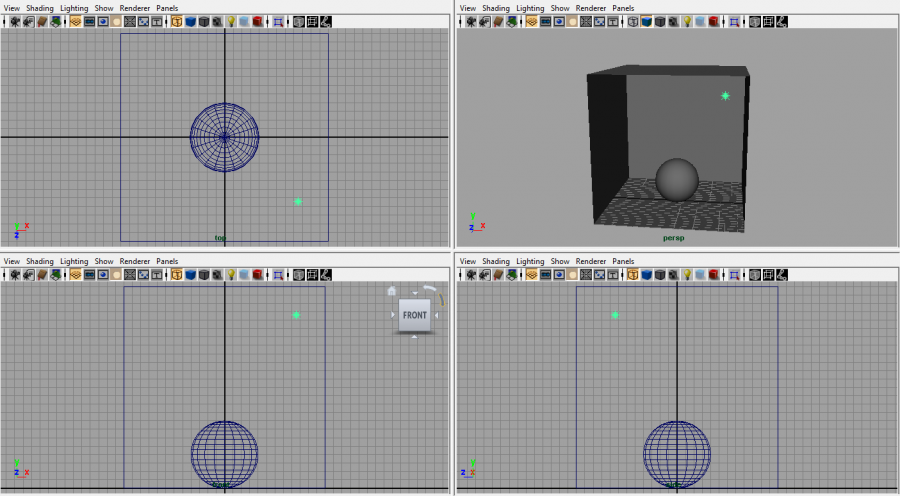 View Shading Lighting Show Renderer Panels
View Shading Lighting Show Renderer Panels
top
y x
z
persp
y
z x
View Shading Lighting Show Renderer Panels
View Shading Lighting Show Renderer Panels
FRONT
y
z x
y
z x